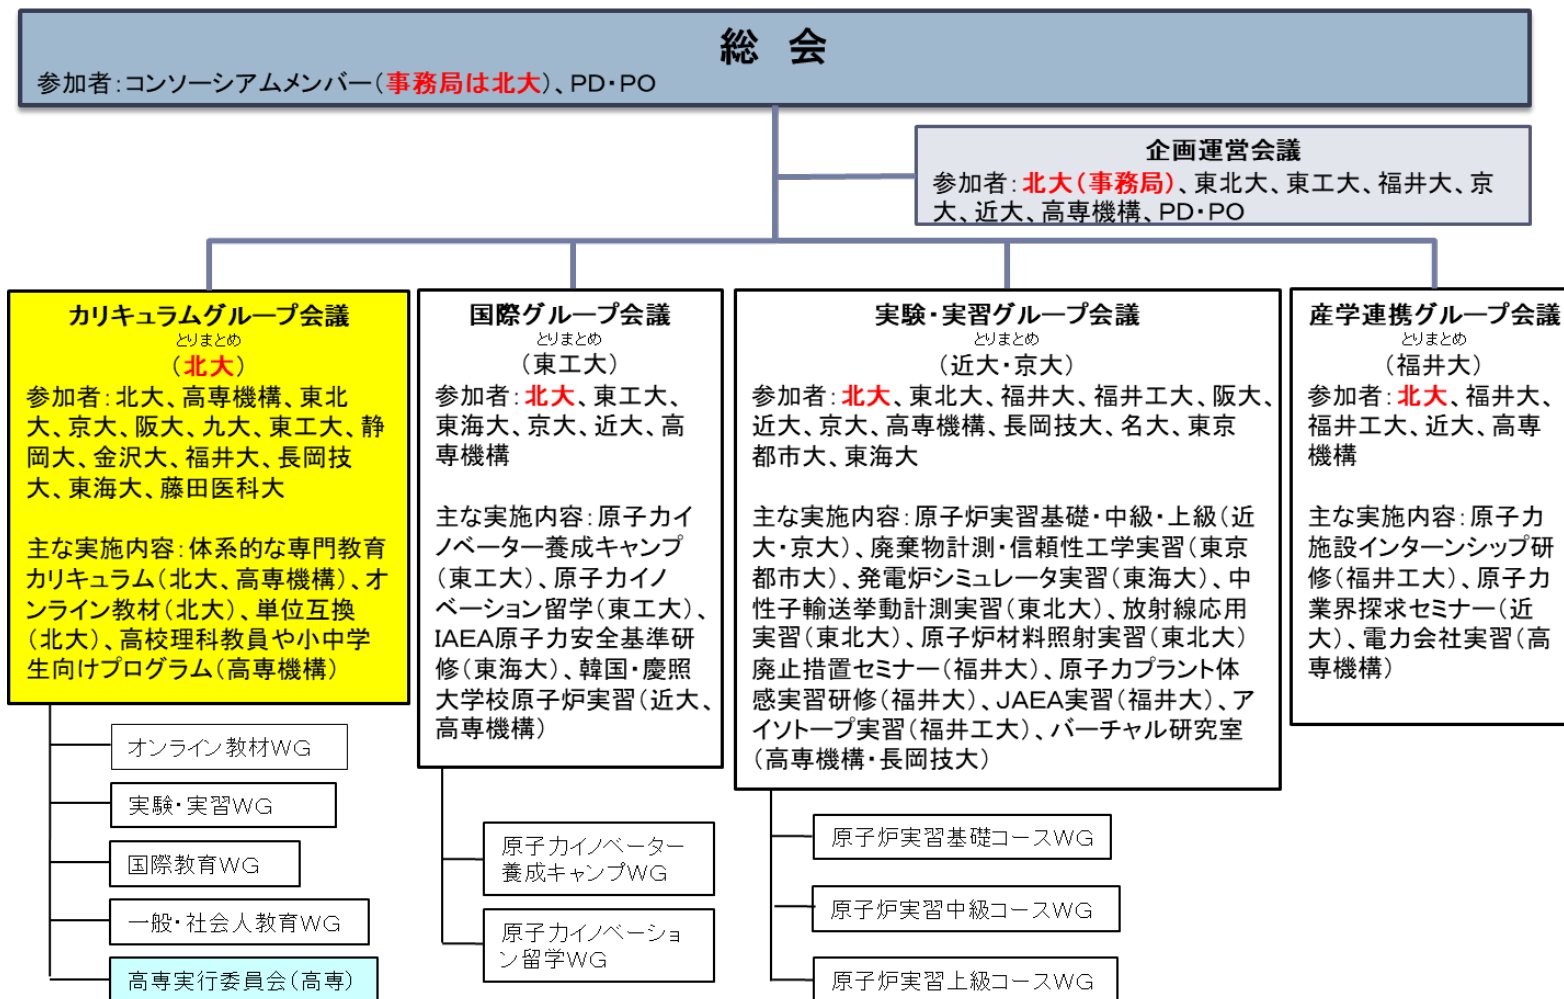 総　会
参加者：コンソーシアムメンバー（事務局は北大）、PD・PO
企画運営会議
参加者：北大（事務局）、東北大、東工大、福井大、京
大、近大、高専機構、PD・PO
カリキュラムグループ会議
とりまとめ
（北大）
参加者：北大、高専機構、東北
大、京大、阪大、九大、東工大、静
岡大、金沢大、福井大、長岡技
大、東海大、藤田医科大
主な実施内容：体系的な専門教育
カリキュラム（北大、高専機構）、オ
ンライン教材（北大）、単位互換
（北大）、高校理科教員や小中学
生向けプログラム（高専機構）
オンライン教材WG
実験・実習WG
国際教育WG
一般・社会人教育WG
高専実行委員会（高専）
国際グループ会議
とりまとめ
（東工大）
参加者：北大、東工大、
東海大、京大、近大、高
専機構
主な実施内容：原子力イ
ノベーター養成キャンプ
（東工大）、原子力イノ
ベーション留学（東工大）、
IAEA原子力安全基準研
修（東海大）、韓国・慶熙
大学校原子炉実習（近大、
高専機構）
原子力イノベーター
養成キャンプWG
原子力イノベーショ
ン留学WG
実験・実習グループ会議
とりまとめ
（近大・京大）
参加者：北大、東北大、福井大、福井工大、阪大、
近大、京大、高専機構、長岡技大、名大、東京
都市大、東海大
主な実施内容：原子炉実習基礎・中級・上級（近
大・京大）、廃棄物計測・信頼性工学実習（東京
都市大）、発電炉シミュレータ実習（東海大）、中
性子輸送挙動計測実習（東北大）、放射線応用
実習（東北大）、原子炉材料照射実習（東北大）
廃止措置セミナー（福井大）、原子力プラント体
感実習研修（福井大）、JAEA実習（福井大）、ア
イソトープ実習（福井工大）、バーチャル研究室
（高専機構・長岡技大）
原子炉実習基礎コースWG
原子炉実習中級コースWG
原子炉実習上級コースWG
産学連携グループ会議
とりまとめ
（福井大）
参加者：北大、福井大、
福井工大、近大、高専
機構
主な実施内容：原子力
施設インターンシップ研
修（福井工大）、原子力
業界探求セミナー（近
大）、電力会社実習（高
専機構）